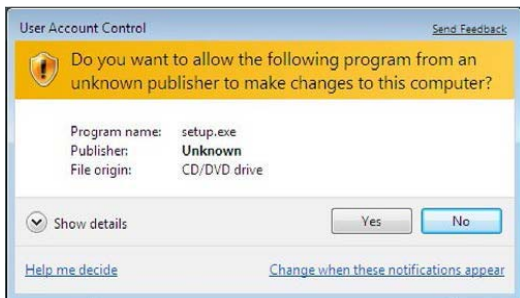 User Account Control
Send Feedback
Do you want to allow the following program from an
unknown publisher to make changes to this computer?
Program name: setup.exe
Publisher: Unknown
File origin: CD/DVD drive
Show details
Yes
No
Help me decide
Change when these notifications appear